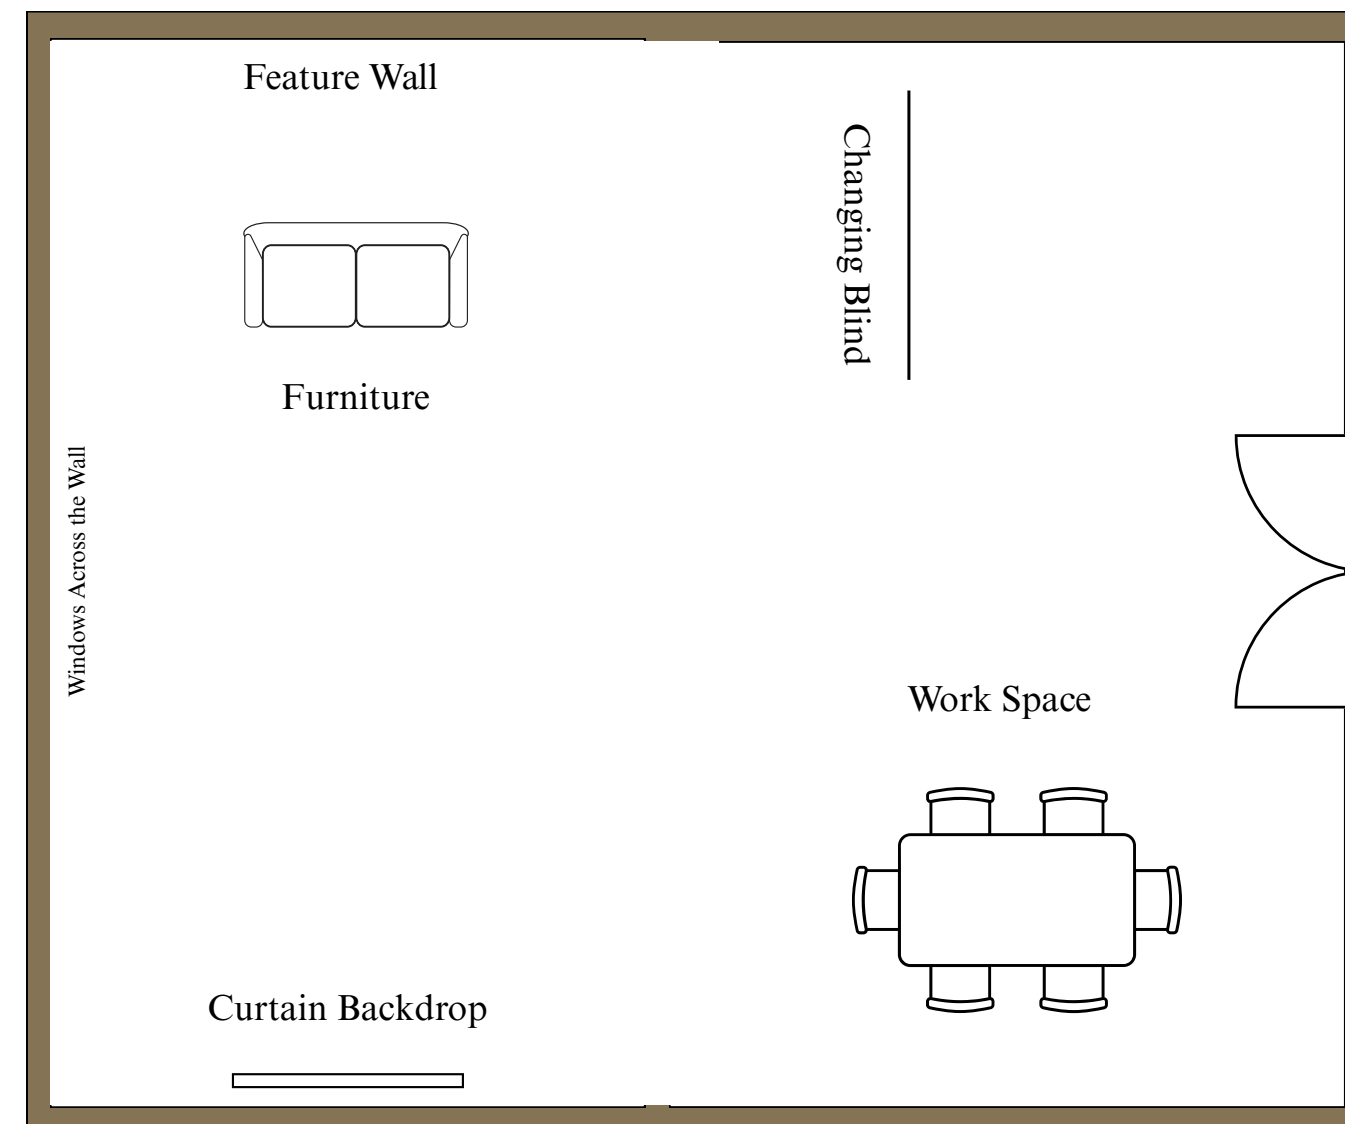 Feature Wall
Changing Blind
Furniture
Windows Across the Wall
Work Space
Curtain Backdrop